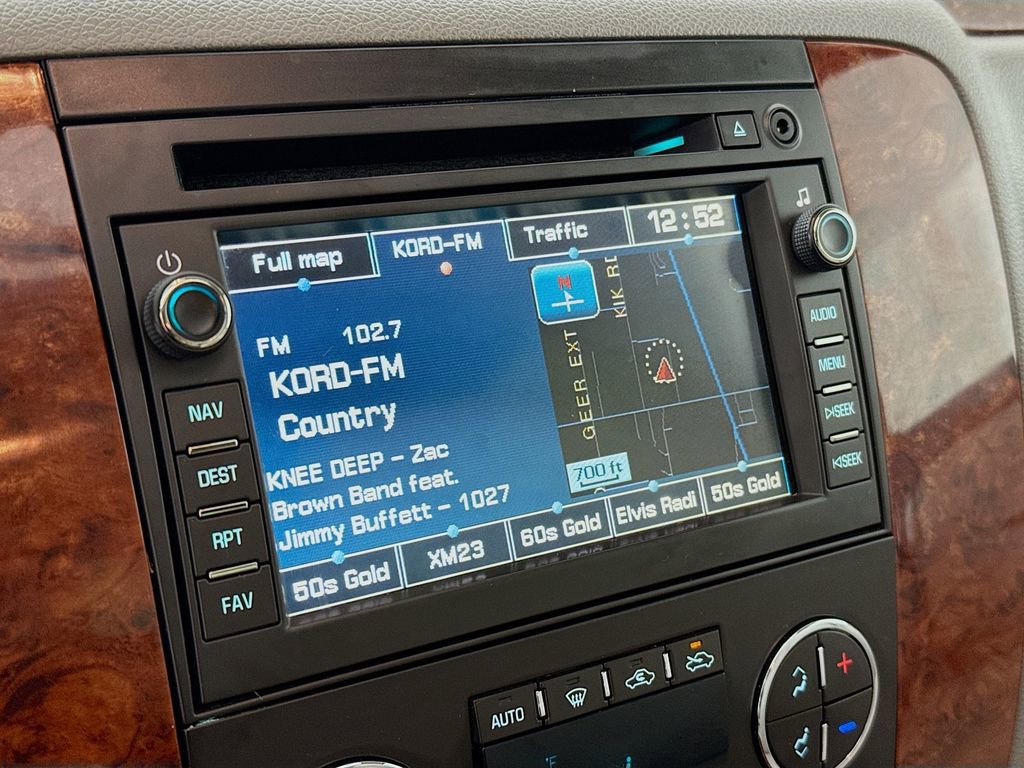 Full map
KORD-FM
Traffic
12:52
FM 102.7
KORD-FM
Country
KNEE DEEP - Zac
Brown Band feat.
Jimmy Buffett - 1027
N
KIK RD
GEER EXT
700 ft
50s Gold
XM23
60s Gold
Elvis Radi
50s Gold
NAV
DEST
RPT
FAV
AUDIO
MENU
SEEK
SEEK
AUTO